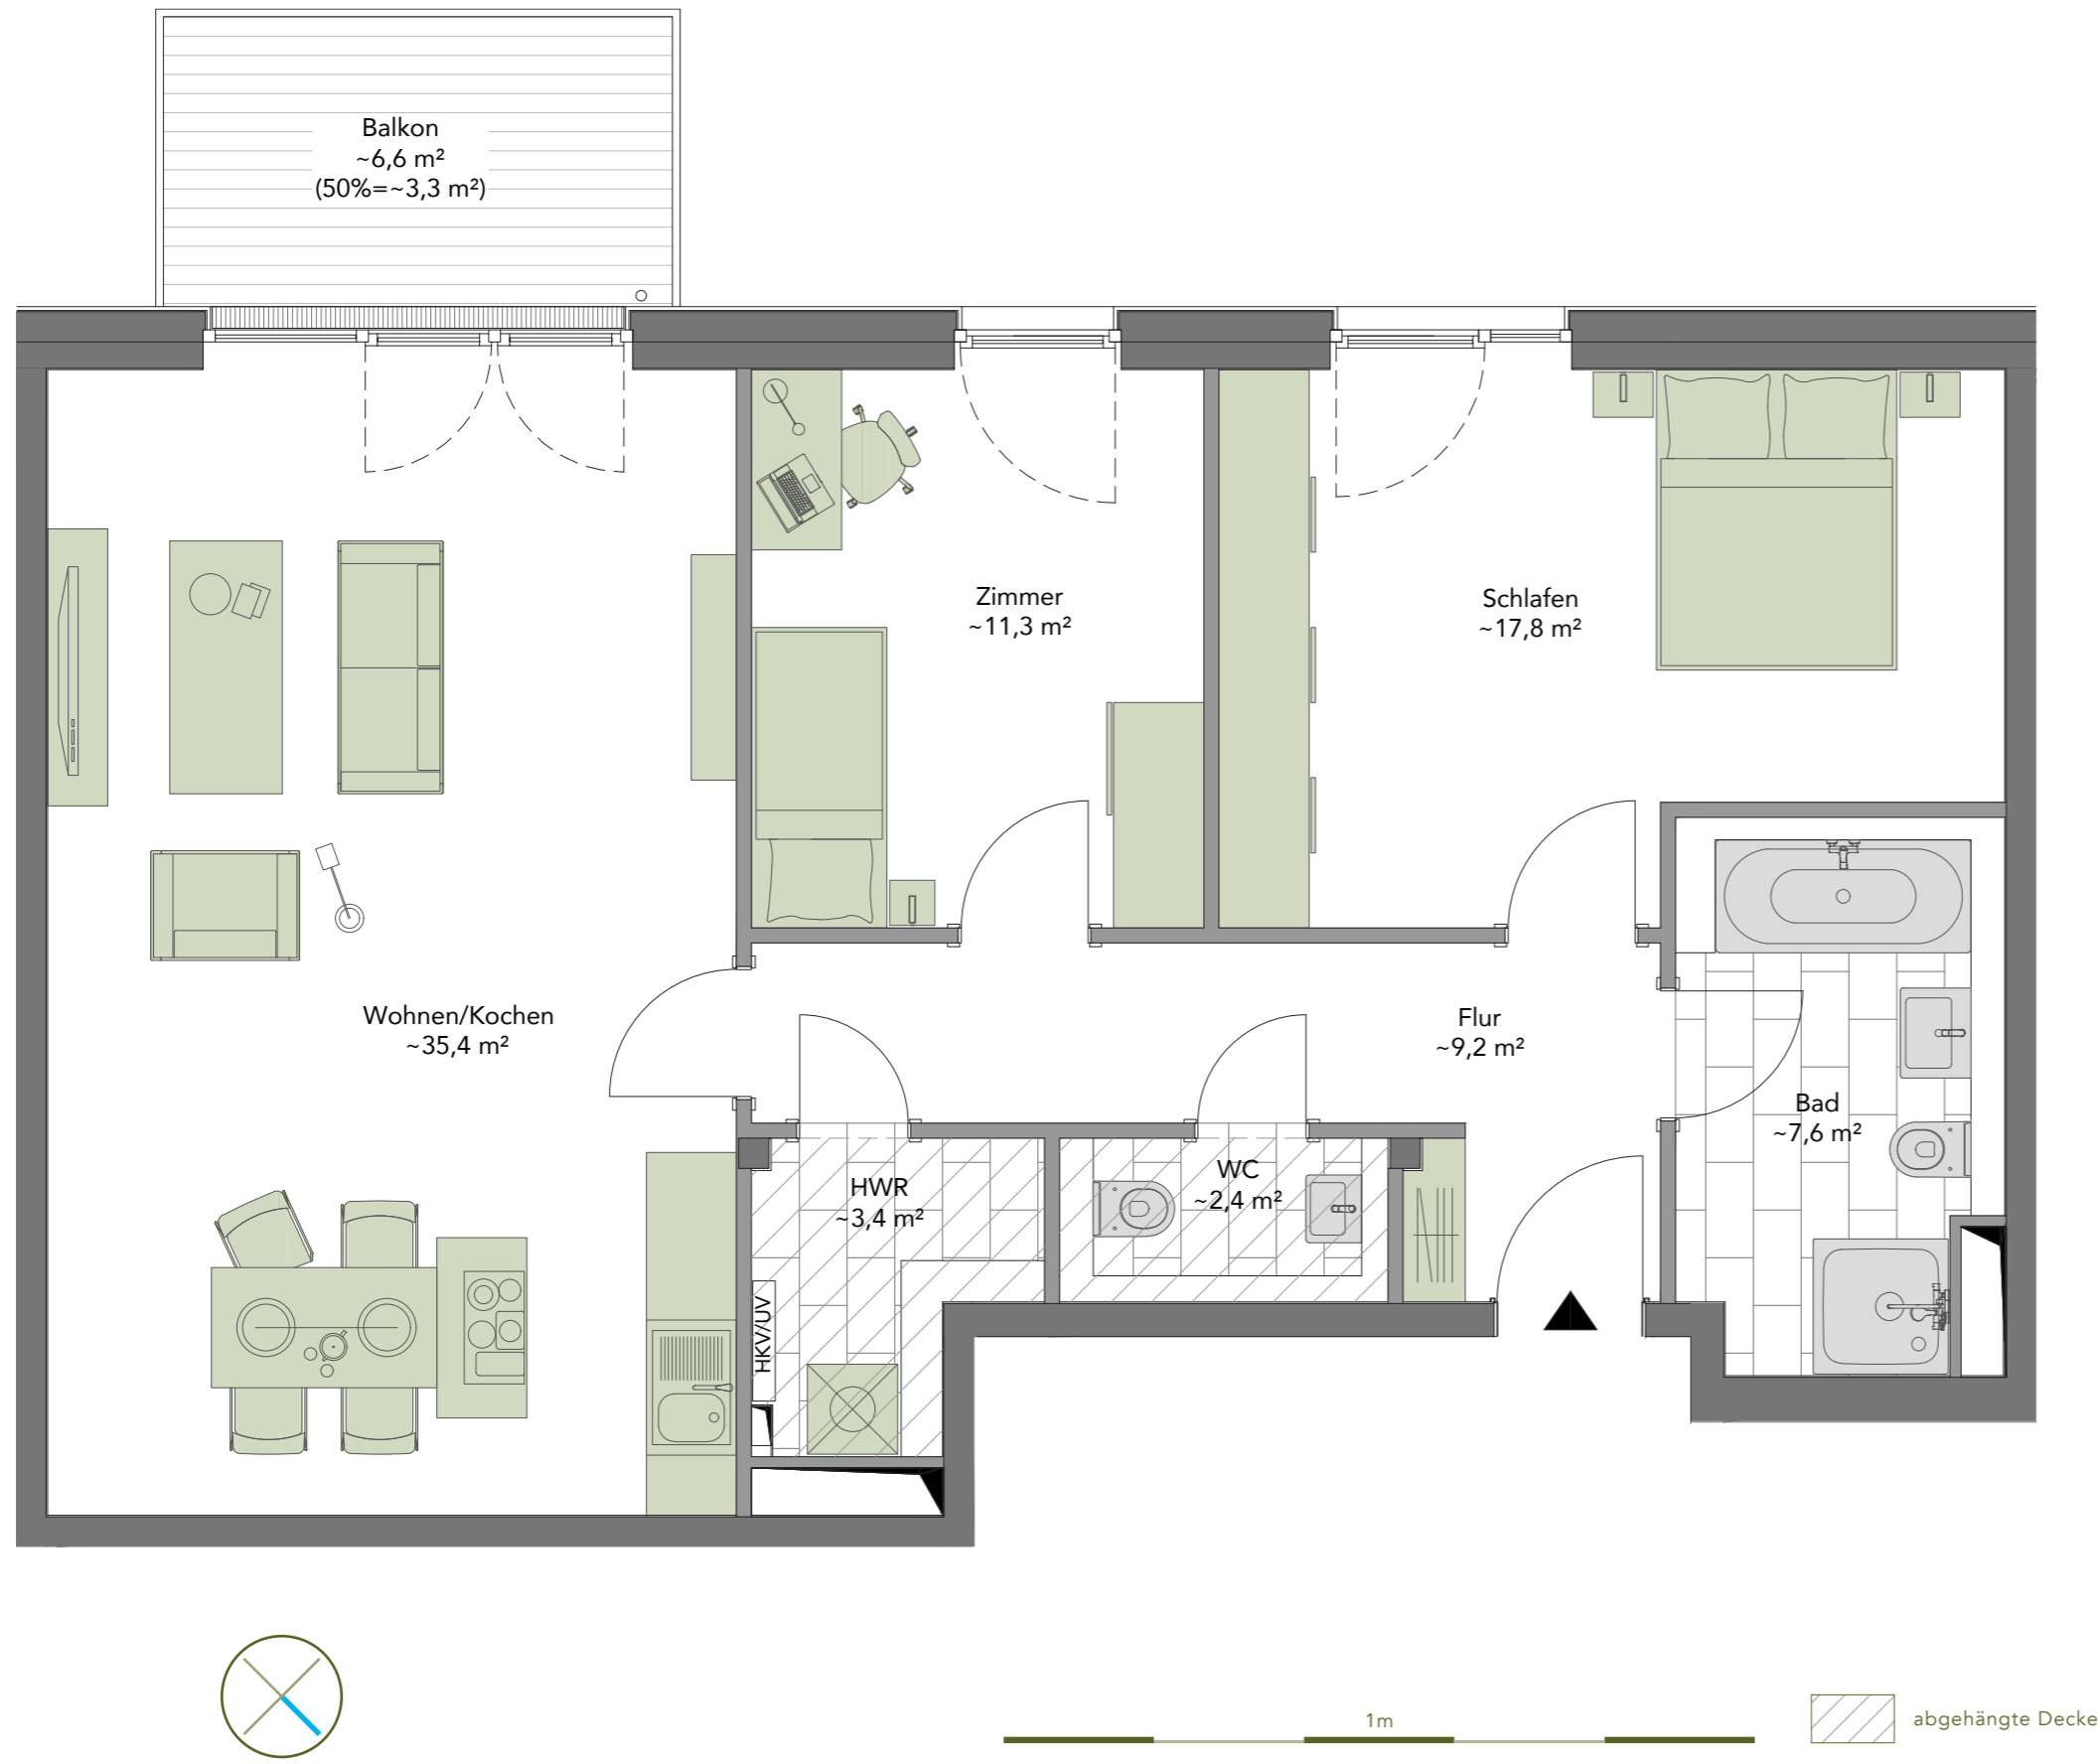 Balkon
~6,6 m²
(50%=~3,3 m²)
Zimmer
~11,3 m²
Schlafen
~17,8 m²
Wohnen/Kochen
~35,4 m²
Flur
~9,2 m²
Bad
~7,6 m²
HWR
~3,4 m²
WC
~2,4 m²
HKV/UV
1m
abgehängte Decke